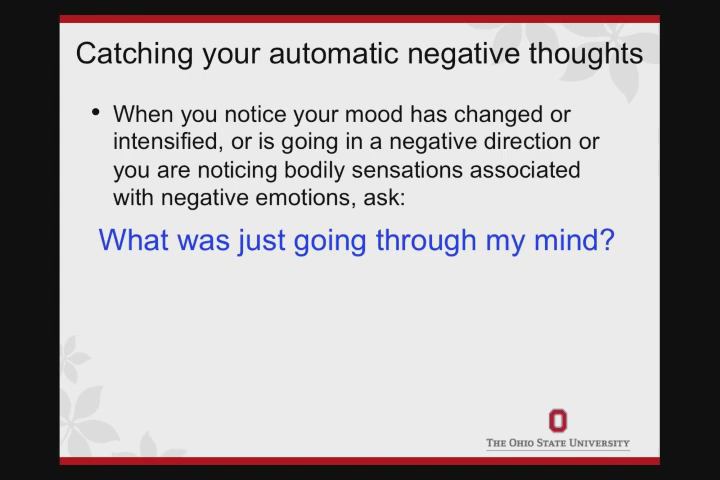 Catching your automatic negative thoughts
• When you notice your mood has changed or
intensified, or is going in a negative direction or
you are noticing bodily sensations associated
with negative emotions, ask:
What was just going through my mind?
THE OHIO STATE UNIVERSITY